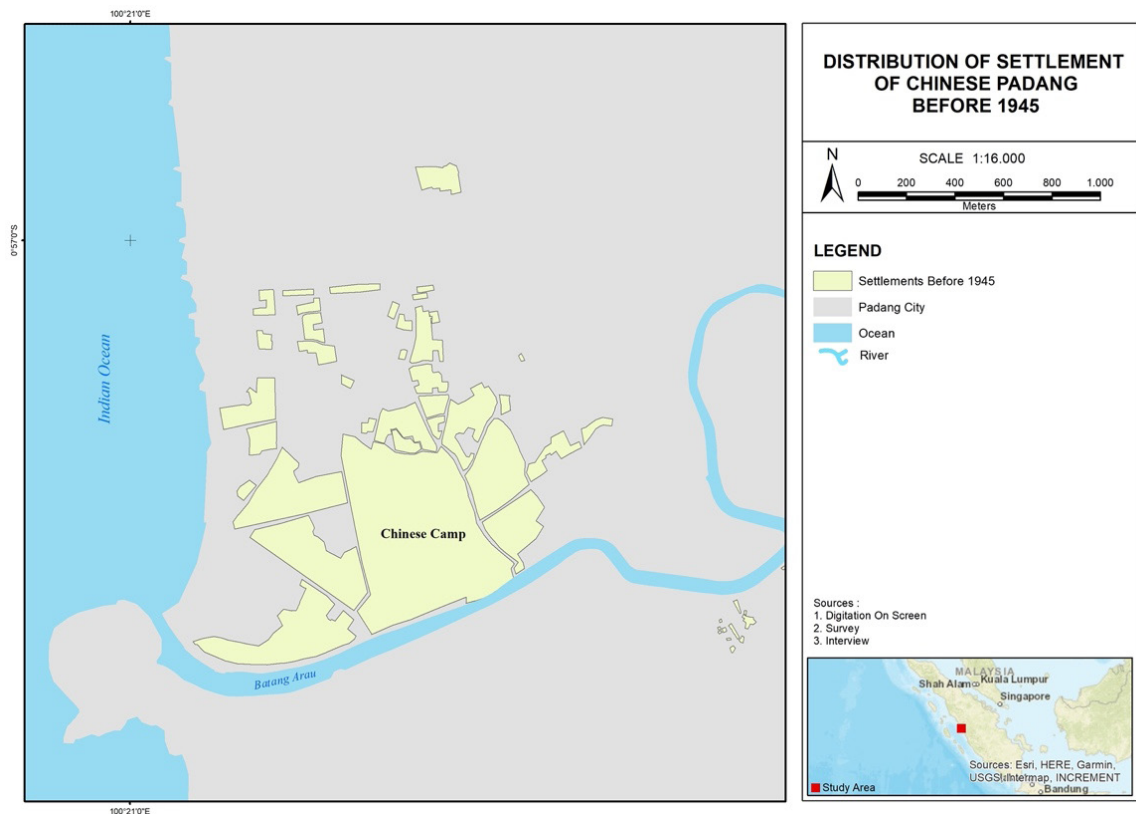 100°21'0"E
0°57'0"S
Indian Ocean
Chinese Camp
Batang Arau
100°21'0"E
DISTRIBUTION OF SETTLEMENT
OF CHINESE PADANG
BEFORE 1945
N
SCALE 1:16.000
0 200 400 600 800 1.000
Meters
LEGEND
Settlements Before 1945
Padang City
Ocean
River
Sources :
1. Digitation On Screen
2. Survey
3. Interview
MALAYSIA
Shah Alam Kuala Lumpur
Singapore
Sources: Esri, HERE, Garmin,
USGS, Intermap, INCREMENT
Bandung
Study Area